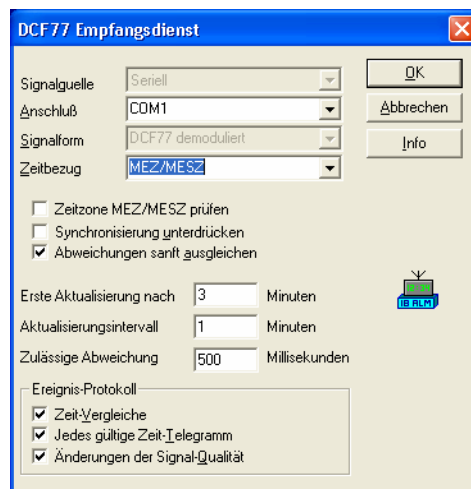 DCF77 Empfangsdienst
Signalquelle Seriell
Anschluß COM1
Signalform DCF77 demoduliert
Zeitbezug MEZ/MESZ
OK
Abbrechen
Info
Zeitzone MEZ/MESZ prüfen
Synchronisierung unterdrücken
Abweichungen sanft ausgleichen
Erste Aktualisierung nach 3 Minuten
Aktualisierungsintervall 1 Minuten
Zulässige Abweichung 500 Millisekunden
IB ALM
Ereignis-Protokoll
Zeit-Vergleiche
Jedes gültige Zeit-Telegramm
Änderungen der Signal-Qualität